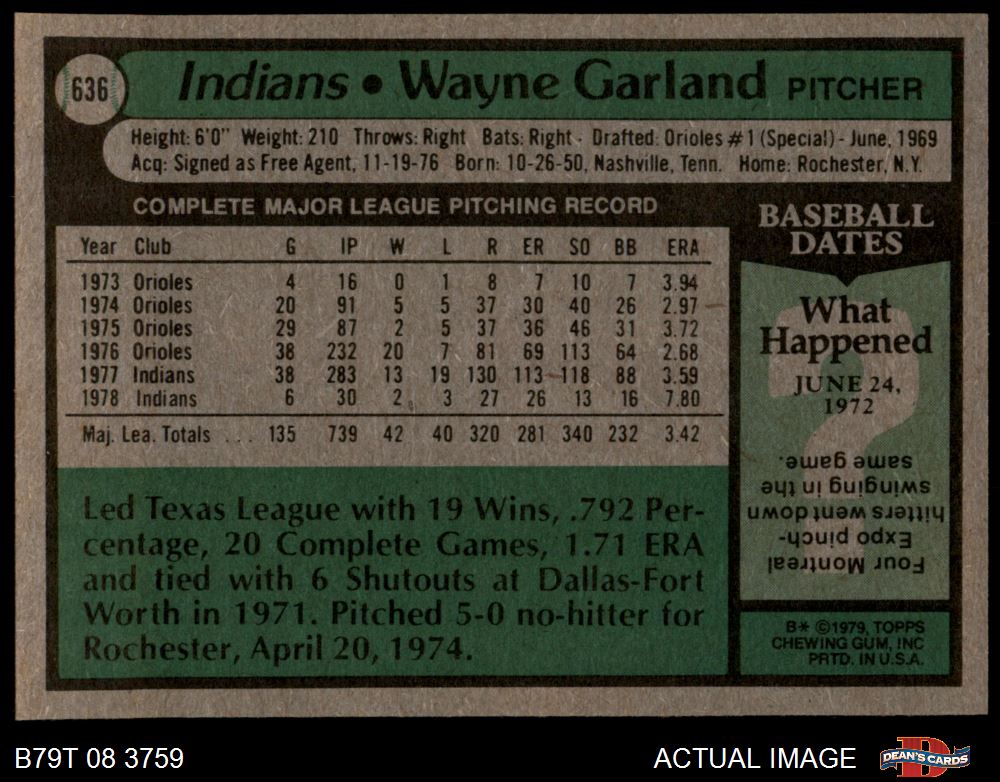 636
Indians • Wayne Garland PITCHER
Height: 6'0" Weight: 210 Throws: Right Bats: Right - Drafted: Orioles #1 (Special) - June, 1969
Acq: Signed as Free Agent, 11-19-76 Born: 10-26-50, Nashville, Tenn. Home: Rochester, N.Y.
COMPLETE MAJOR LEAGUE PITCHING RECORD
Year Club G IP W L R ER SO BB ERA
1973 Orioles 4 16 0 1 8 7 10 7 3.94
1974 Orioles 20 91 5 5 37 30 40 26 2.97
1975 Orioles 29 87 2 5 37 36 46 31 3.72
1976 Orioles 38 232 20 7 81 69 113 64 2.68
1977 Indians 38 283 13 19 130 113 118 88 3.59
1978 Indians 6 30 2 3 27 26 13 16 7.80
Maj. Lea. Totals . . . 135 739 42 40 320 281 340 232 3.42
Led Texas League with 19 Wins, .792 Per-
centage, 20 Complete Games, 1.71 ERA
and tied with 6 Shutouts at Dallas-Fort
Worth in 1971. Pitched 5-0 no-hitter for
Rochester, April 20, 1974.
BASEBALL
DATES
What
Happened
JUNE 24,
1972
?
Four Montreal
Expo pinch-
hitters went down
swinging in the
same game.
B* ©1979, TOPPS
CHEWING GUM, INC
PRTD. IN U.S.A.
B79T 08 3759
ACTUAL IMAGE
D
DEAN'S CARDS